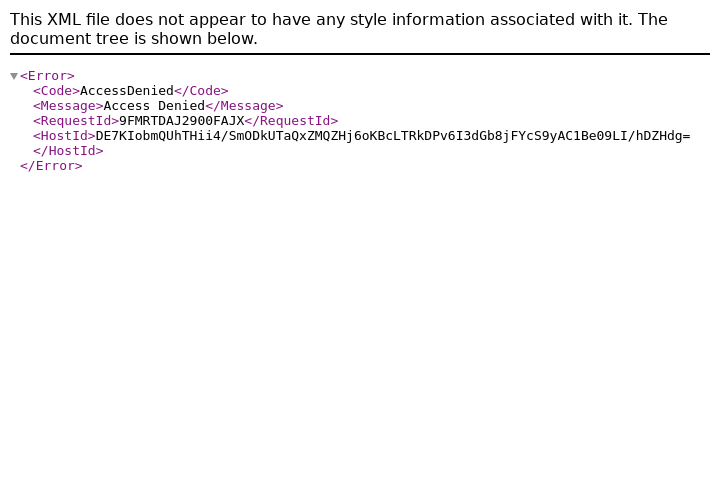 This XML file does not appear to have any style information associated with it. The
document tree is shown below.
<Error>
<Code>AccessDenied</Code>
<Message>Access Denied</Message>
<RequestId>9FMRTDAJ2900FAJX</RequestId>
<HostId>DE7KIobmQUhTHii4/SmODkUTaQxZMQZHj6oKBcLTRkDPv6I3dGb8jFYcS9yAC1Be09LI/hDZHdg=
</HostId>
</Error>